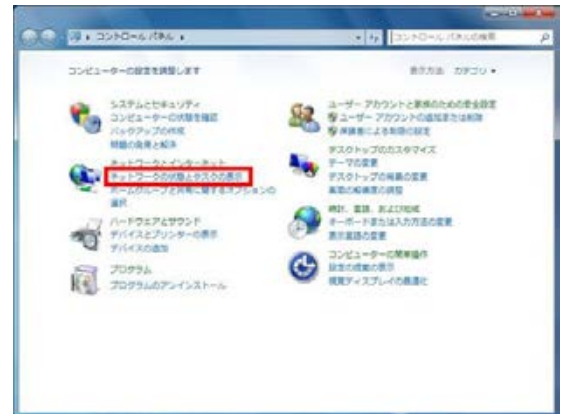 コントロール パネル
コントロール パネルの検索
コンピューターの設定を調整します
表示方法
カテゴリ
システムとセキュリティ
コンピューターの状態を確認
バックアップの作成
問題の発見と解決
ネットワークとインターネット
ネットワークの状態とタスクの表示
ホームグループと共有に関するオプションの
選択
ハードウェアとサウンド
デバイスとプリンターの表示
デバイスの追加
プログラム
プログラムのアンインストール
ユーザー アカウントと家族のための安全設定
ユーザー アカウントの追加または削除
保護者による制限の設定
デスクトップのカスタマイズ
テーマの変更
デスクトップの背景の変更
画面の解像度の調整
時計、言語、および地域
キーボードまたは入力方法の変更
表示言語の変更
コンピューターの簡単操作
設定の提案の表示
視覚ディスプレイの最適化